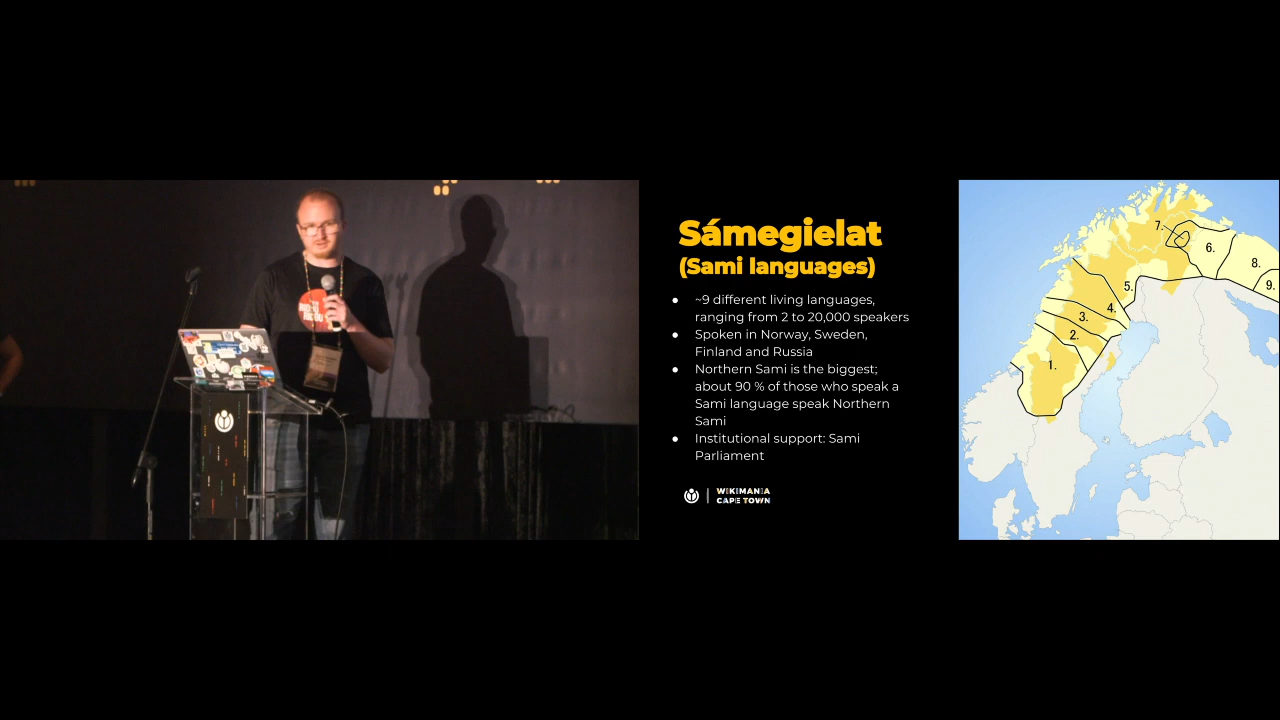 Sámegielat
(Sami languages)
● ~9 different living languages,
ranging from 2 to 20,000 speakers
● Spoken in Norway, Sweden,
Finland and Russia
● Northern Sami is the biggest;
about 90 % of those who speak a
Sami language speak Northern
Sami
● Institutional support: Sami
Parliament
WIKIMANIA
CAPE TOWN
7.
6.
8.
9.
5.
4.
3.
2.
1.